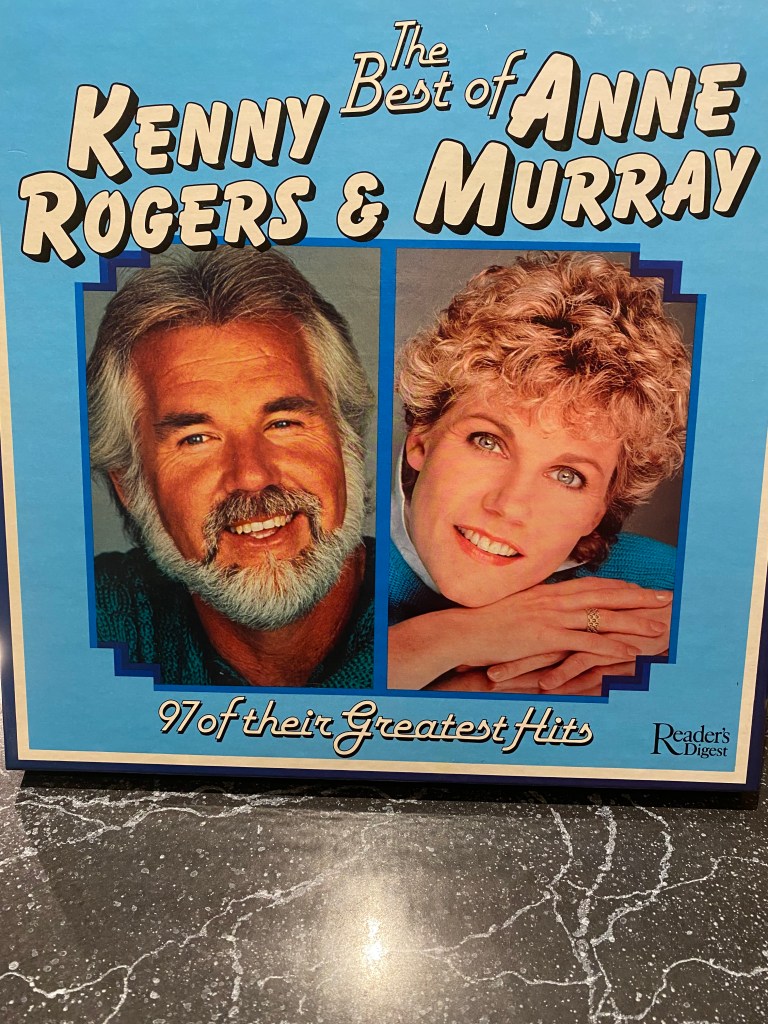 The
Best of
KENNY ANNE
ROGERS & MURRAY
97 of their Greatest Hits
Reader's
Digest